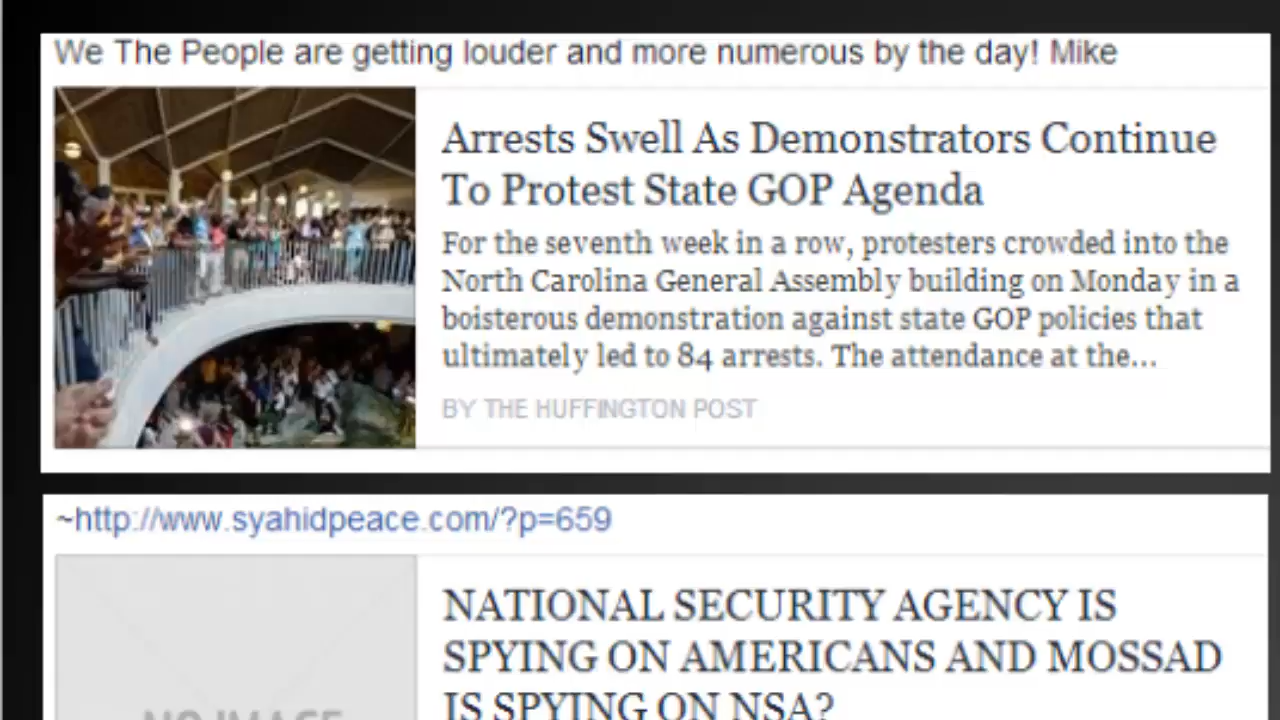 We The People are getting louder and more numerous by the day! Mike
Arrests Swell As Demonstrators Continue
To Protest State GOP Agenda
For the seventh week in a row, protesters crowded into the
North Carolina General Assembly building on Monday in a
boisterous demonstration against state GOP policies that
ultimately led to 84 arrests. The attendance at the...
BY THE HUFFINGTON POST
~http://www.syahidpeace.com/?p=659
NATIONAL SECURITY AGENCY IS
SPYING ON AMERICANS AND MOSSAD
IS SPYING ON NSA?
NO IMAGE